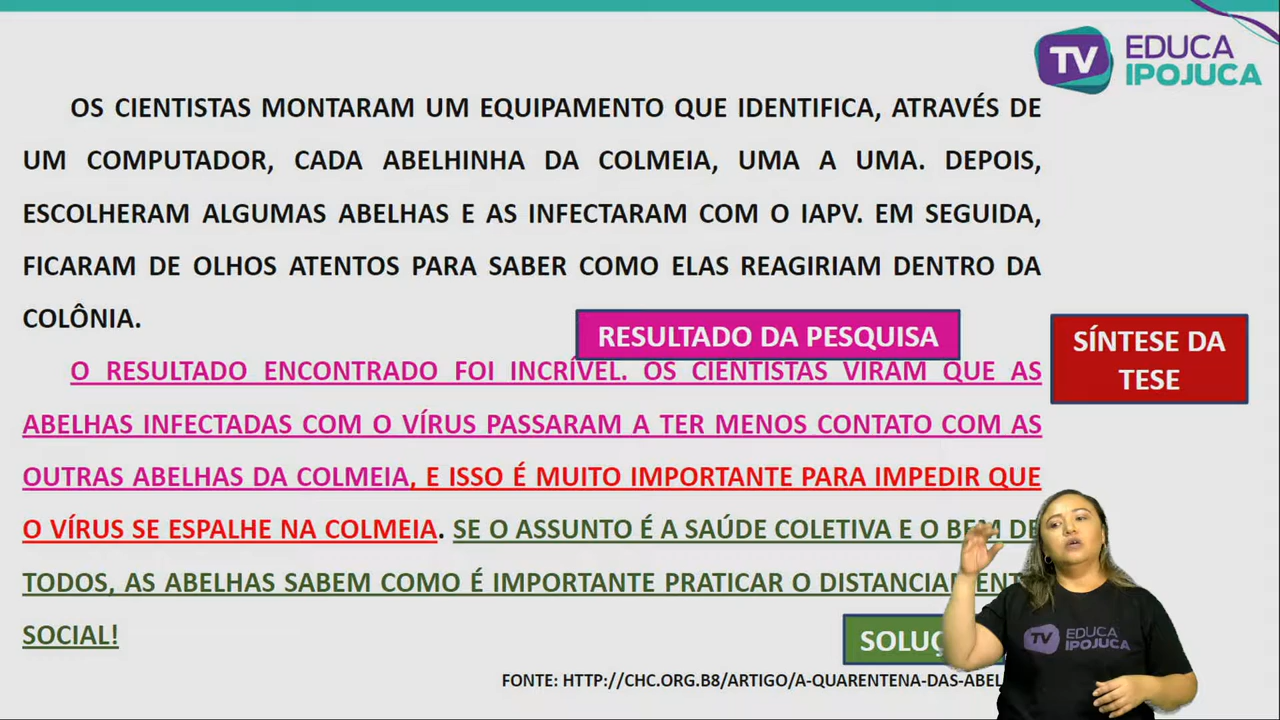 TV EDUCA
IPOJUCA
OS CIENTISTAS MONTARAM UM EQUIPAMENTO QUE IDENTIFICA, ATRAVÉS DE
UM COMPUTADOR, CADA ABELHINHA DA COLMEIA, UMA A UMA. DEPOIS,
ESCOLHERAM ALGUMAS ABELHAS E AS INFECTARAM COM O IAPV. EM SEGUIDA,
FICARAM DE OLHOS ATENTOS PARA SABER COMO ELAS REAGIRIAM DENTRO DA
COLÔNIA.
RESULTADO DA PESQUISA
SÍNTESE DA
TESE
O RESULTADO ENCONTRADO FOI INCRÍVEL. OS CIENTISTAS VIRAM QUE AS
ABELHAS INFECTADAS COM O VÍRUS PASSARAM A TER MENOS CONTATO COM AS
OUTRAS ABELHAS DA COLMEIA, E ISSO É MUITO IMPORTANTE PARA IMPEDIR QUE
O VÍRUS SE ESPALHE NA COLMEIA. SE O ASSUNTO É A SAÚDE COLETIVA E O BEM DE
TODOS, AS ABELHAS SABEM COMO É IMPORTANTE PRATICAR O
SOCIAL!
FONTE: HTTP://CHC.ORG.B8/ARTIGO/A-QUARENTENA-DAS-ABEL
TV EDUCA
IPOJUCA